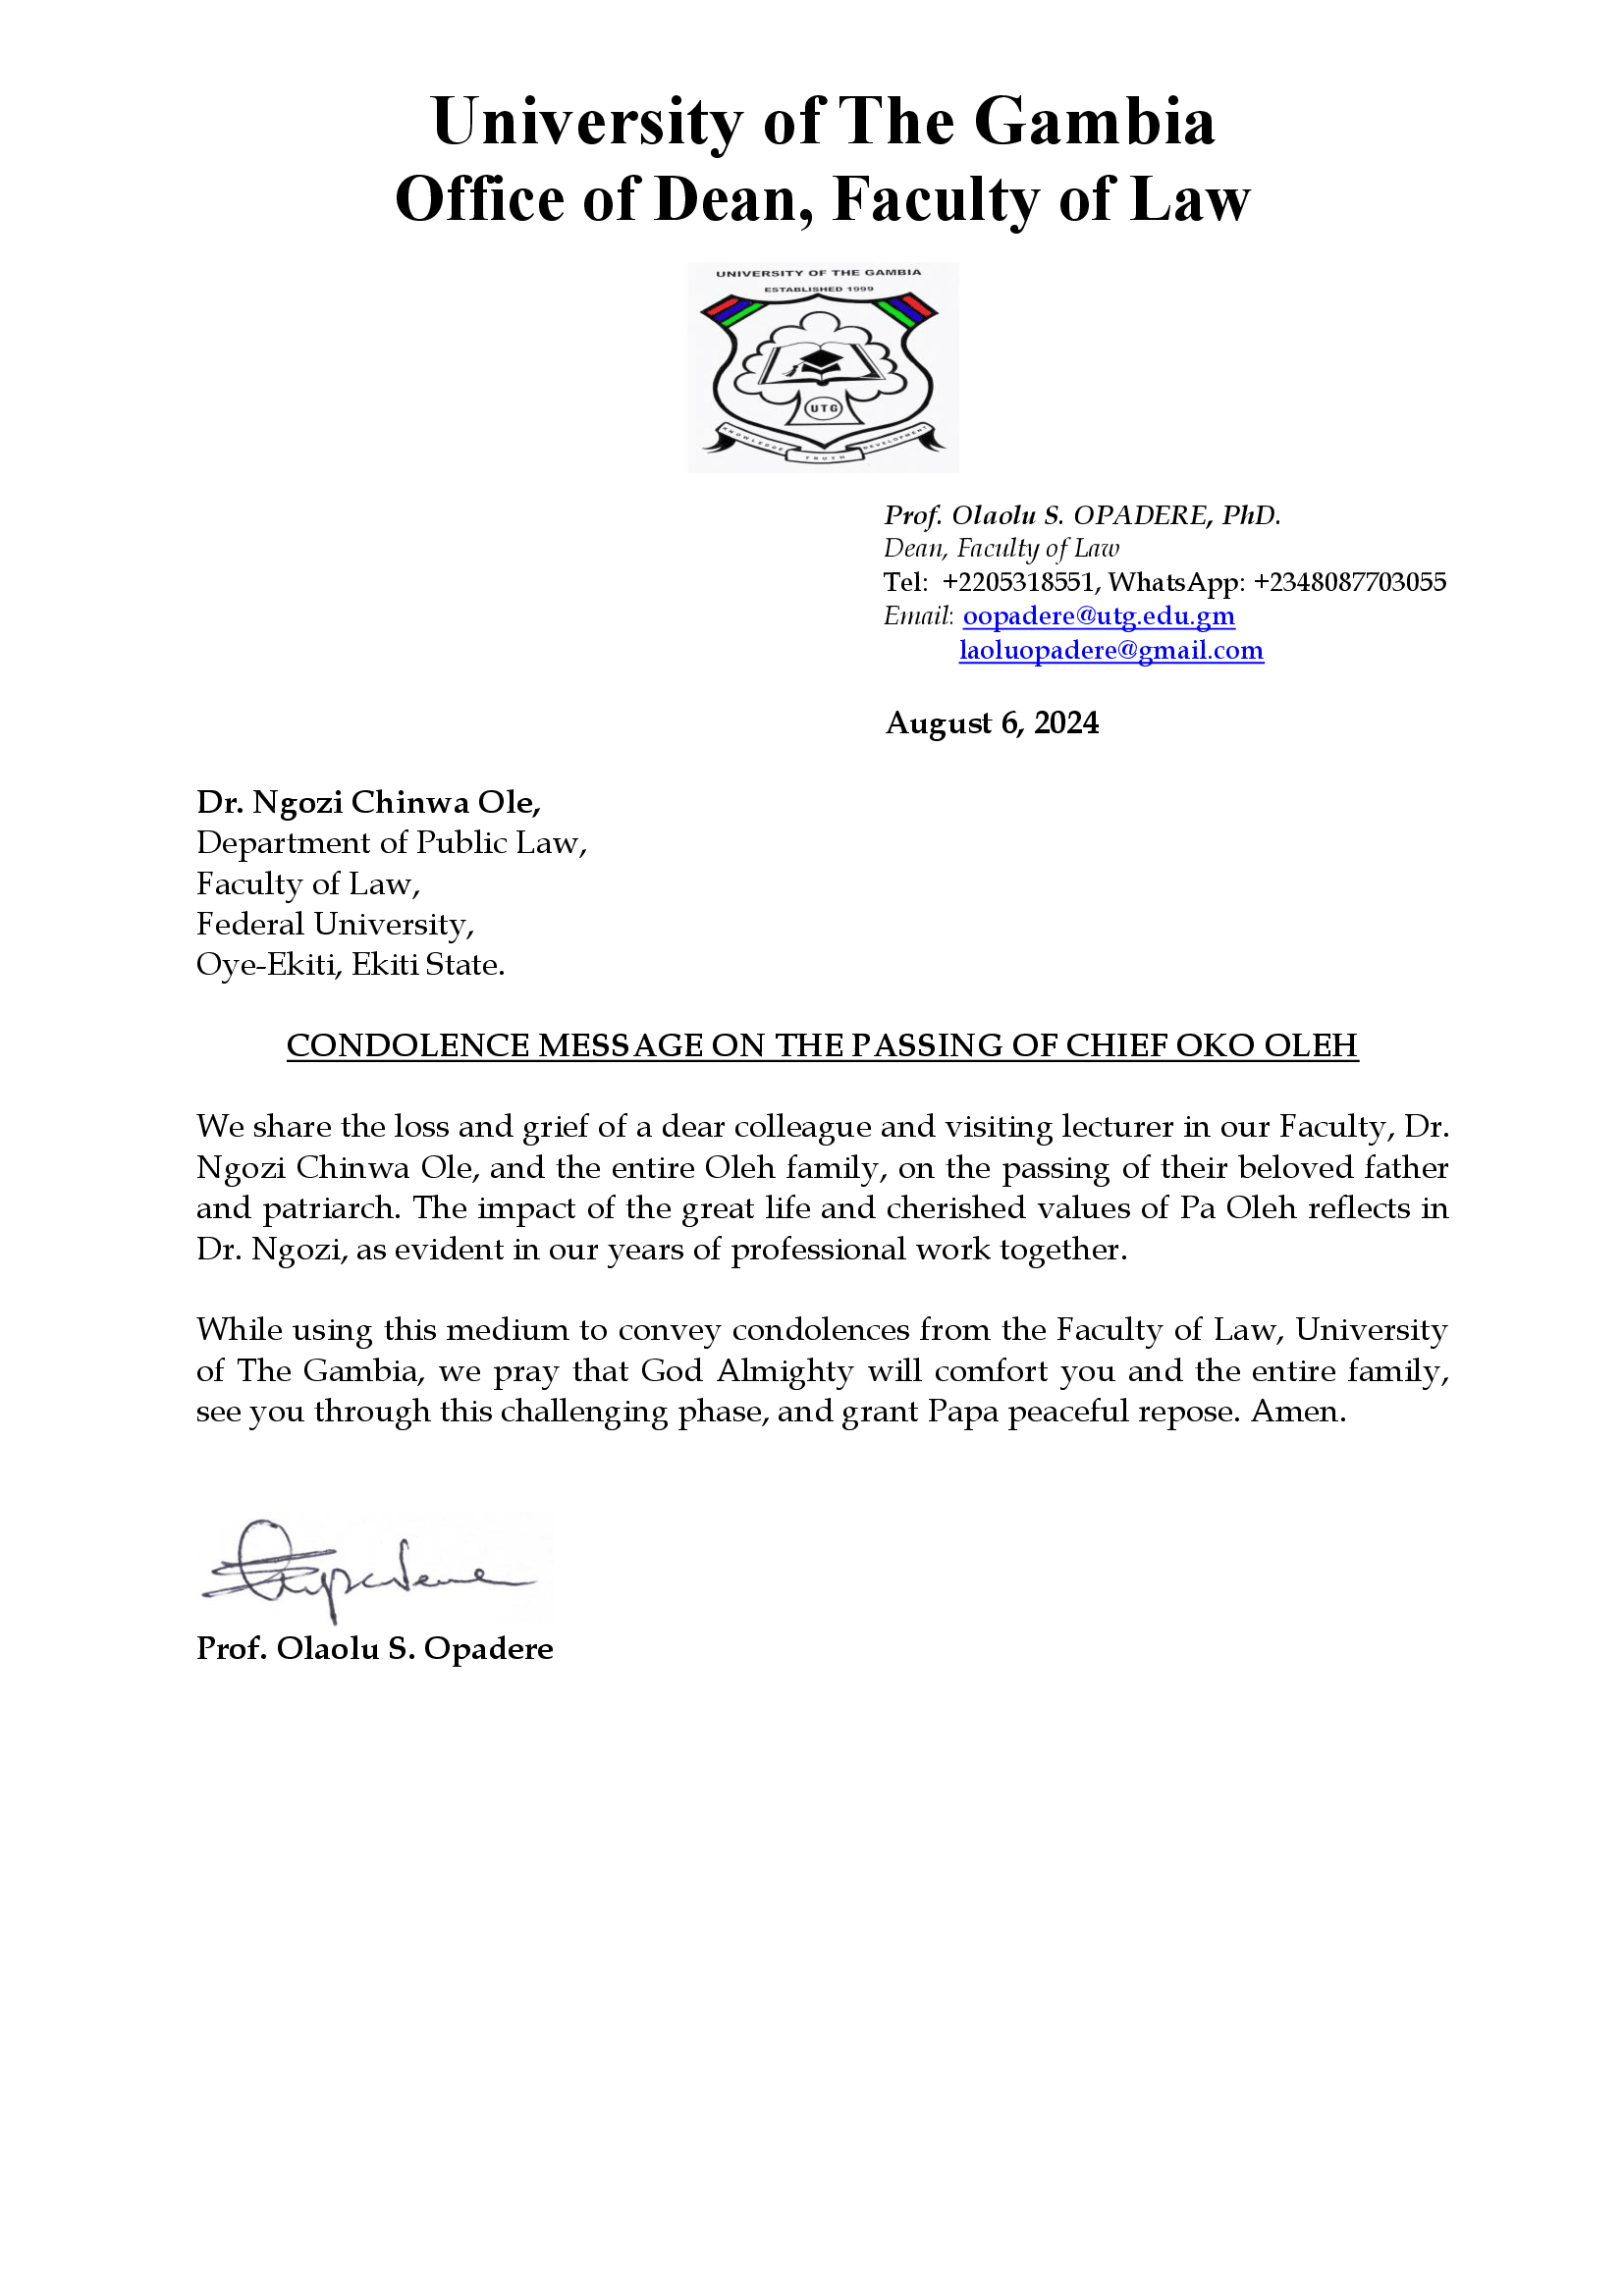 University of The Gambia
Office of Dean, Faculty of Law
UNIVERSITY OF THE GAMBIA
ESTABLISHED 1999
UTG
KNOWLEDGE
TRUTH
DEVELOPMENT
Prof. Olaolu S. OPADERE, PhD.
Dean, Faculty of Law
Tel: +2205318551, WhatsApp: +2348087703055
Email: oopadere@utg.edu.gm
laoluopadere@gmail.com
August 6, 2024
Dr. Ngozi Chinwa Ole,
Department of Public Law,
Faculty of Law,
Federal University,
Oye-Ekiti, Ekiti State.
CONDOLENCE MESSAGE ON THE PASSING OF CHIEF OKO OLEH
We share the loss and grief of a dear colleague and visiting lecturer in our Faculty, Dr.
Ngozi Chinwa Ole, and the entire Oleh family, on the passing of their beloved father
and patriarch. The impact of the great life and cherished values of Pa Oleh reflects in
Dr. Ngozi, as evident in our years of professional work together.
While using this medium to convey condolences from the Faculty of Law, University
of The Gambia, we pray that God Almighty will comfort you and the entire family,
see you through this challenging phase, and grant Papa peaceful repose. Amen.
Prof. Olaolu S. Opadere